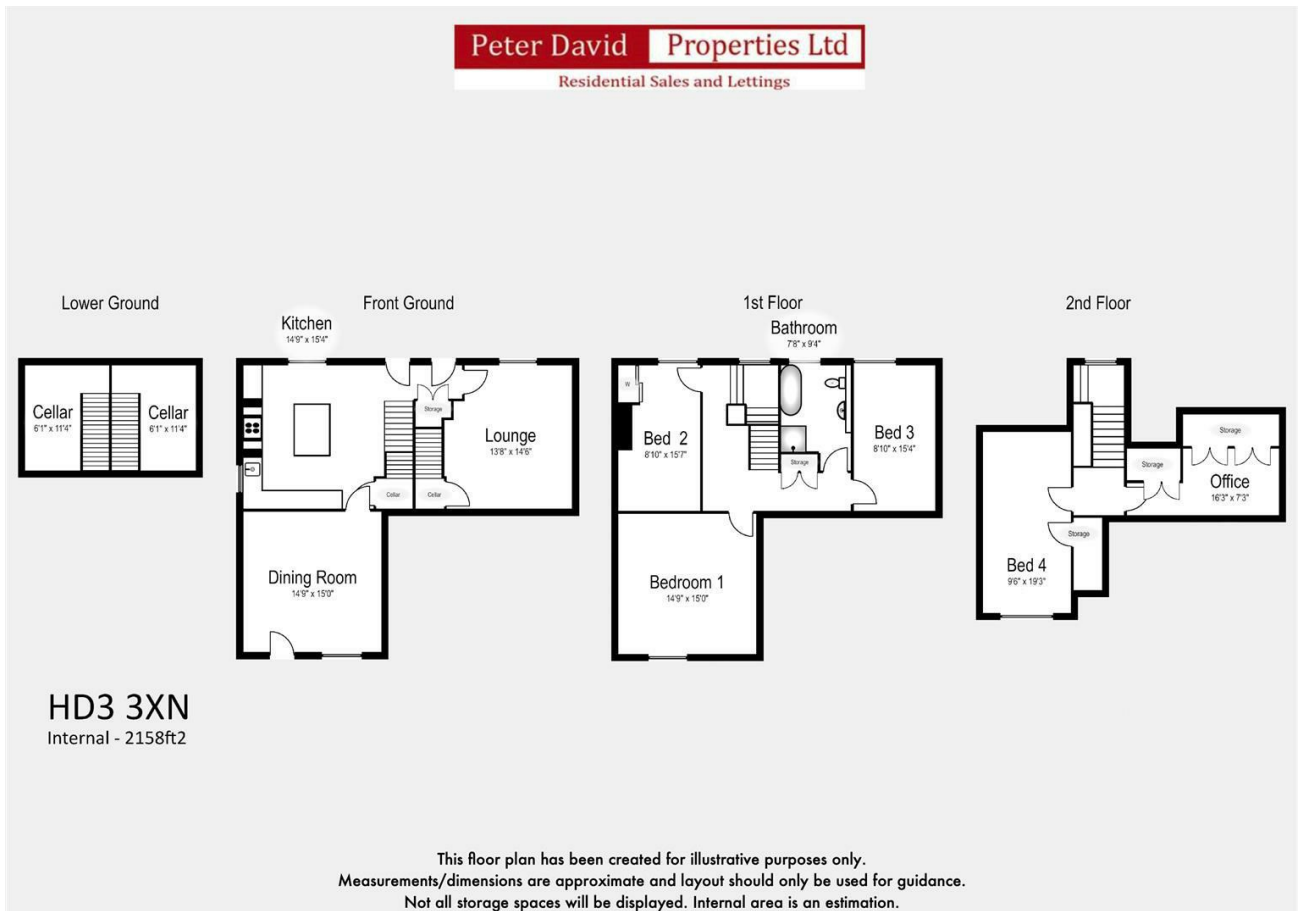 Peter David Properties Ltd
Residential Sales and Lettings
Lower Ground
Cellar
6'1" x 11'4"
Cellar
6'1" x 11'4"
Front Ground
Kitchen
14'9" x 15'4"
Storage
Lounge
13'8" x 14'6"
Cellar
Cellar
Dining Room
14'9" x 15'0"
1st Floor
Bathroom
7'8" x 9'4"
W
Bed 2
8'10" x 15'7"
Bed 3
8'10" x 15'4"
Storage
Bedroom 1
14'9" x 15'0"
2nd Floor
Storage
Storage
Office
16'3" x 7'3"
Storage
Bed 4
9'6" x 19'3"
HD3 3XN
Internal - 2158ft2
This floor plan has been created for illustrative purposes only.
Measurements/dimensions are approximate and layout should only be used for guidance.
Not all storage spaces will be displayed. Internal area is an estimation.